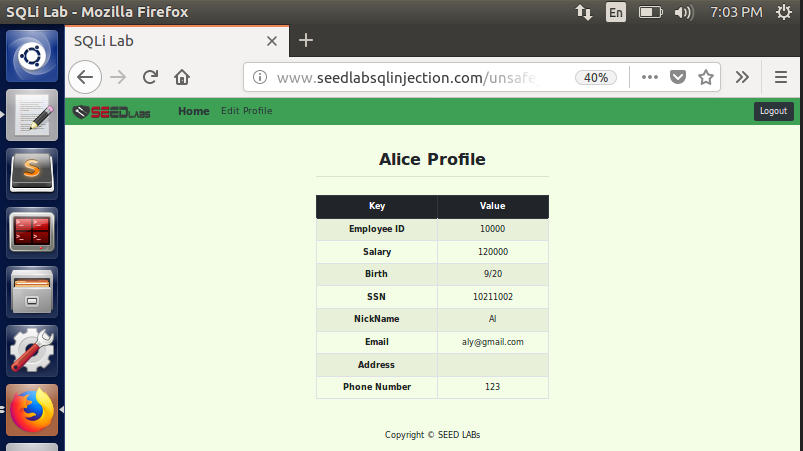 SQLi Lab - Mozilla Firefox
En
7:03 PM
SQLi Lab
www.seedlabsqlinjection.com/unsafe_
40%
SEEDLABS
Home
Edit Profile
Logout
Alice Profile
Key Value
Employee ID 10000
Salary 120000
Birth 9/20
SSN 10211002
NickName Al
Email aly@gmail.com
Address
Phone Number 123
Copyright © SEED LABs